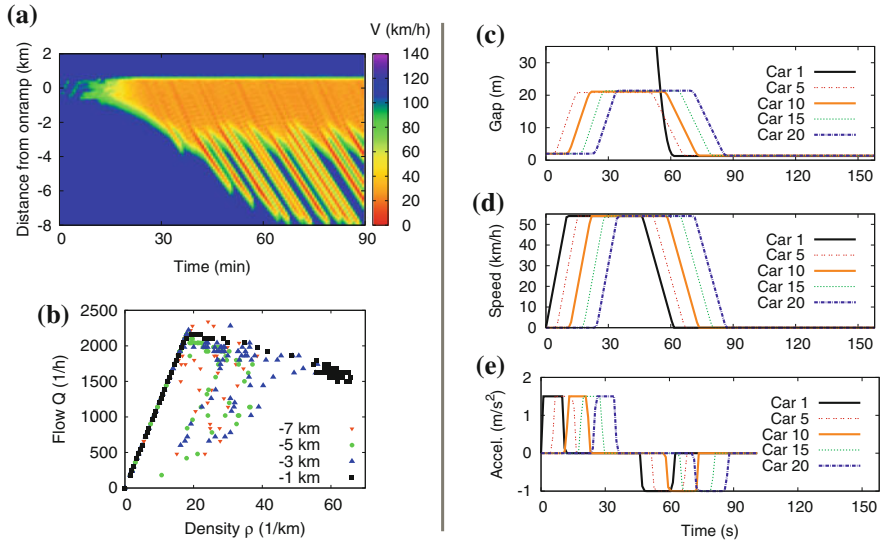 (a)
V (km/h)
Distance from onramp (km)
2
0
-2
-4
-6
-8
0
30
60
90
Time (min)
140
120
100
80
60
40
20
0
(b)
Flow Q (1/h)
2500
2000
1500
1000
500
0
0
20
40
60
Density ρ (1/km)
-7 km
-5 km
-3 km
-1 km
(c)
Gap (m)
30
20
10
0
0
30
60
90
120
150
Car 1
Car 5
Car 10
Car 15
Car 20
(d)
Speed (km/h)
50
40
30
20
10
0
0
30
60
90
120
150
Car 1
Car 5
Car 10
Car 15
Car 20
(e)
Accel. (m/s²)
2
1
0
-1
0
30
60
90
120
150
Time (s)
Car 1
Car 5
Car 10
Car 15
Car 20